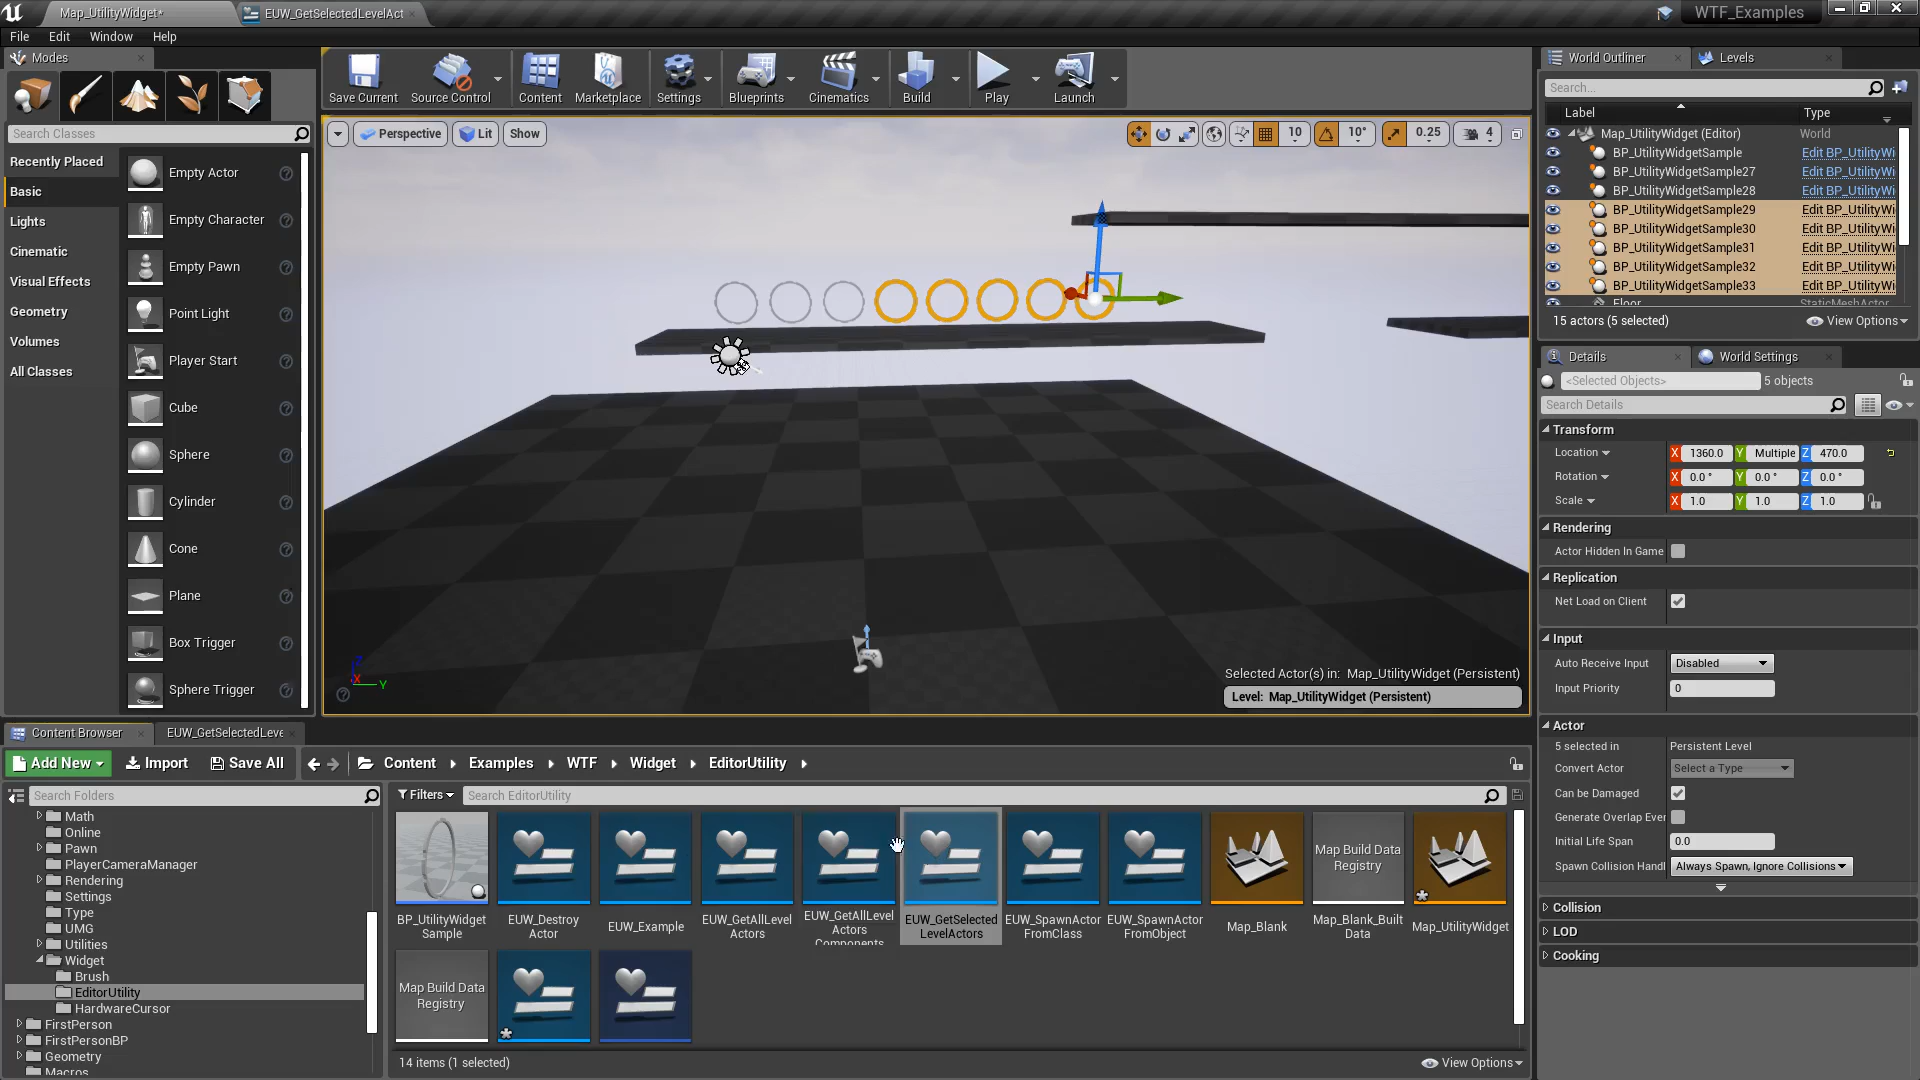 Map_UtilityWidget*
EUW_GetSelectedLevelAct
WTF_Examples
File Edit Window Help
Modes
Search Classes
Recently Placed
Basic
Lights
Cinematic
Visual Effects
Geometry
Volumes
All Classes
Empty Actor
Empty Character
Empty Pawn
Point Light
Player Start
Cube
Sphere
Cylinder
Cone
Plane
Box Trigger
Sphere Trigger
Save Current Source Control Content Marketplace Settings Blueprints Cinematics Build Play Launch
Perspective Lit Show
10 10° 0.25 4
Z
X Y
Selected Actor(s) in: Map_UtilityWidget (Persistent)
Level: Map_UtilityWidget (Persistent)
World Outliner Levels
Search...
Label Type
Map_UtilityWidget (Editor) World
BP_UtilityWidgetSample Edit BP_UtilityWi
BP_UtilityWidgetSample27 Edit BP_UtilityWi
BP_UtilityWidgetSample28 Edit BP_UtilityWi
BP_UtilityWidgetSample29 Edit BP_UtilityWi
BP_UtilityWidgetSample30 Edit BP_UtilityWi
BP_UtilityWidgetSample31 Edit BP_UtilityWi
BP_UtilityWidgetSample32 Edit BP_UtilityWi
BP_UtilityWidgetSample33 Edit BP_UtilityWi
Floor StaticMeshActor
15 actors (5 selected) View Options
Details World Settings
<Selected Objects> 5 objects
Search Details
Transform
Location X 1360.0 Y Multiple Z 470.0
Rotation X 0.0 ° Y 0.0 ° Z 0.0 °
Scale X 1.0 Y 1.0 Z 1.0
Rendering
Actor Hidden In Game
Replication
Net Load on Client
Input
Auto Receive Input Disabled
Input Priority 0
Actor
5 selected in Persistent Level
Convert Actor Select a Type
Can be Damaged
Generate Overlap Even
Initial Life Span 0.0
Spawn Collision Handl Always Spawn, Ignore Collisions
Collision
LOD
Cooking
Content Browser EUW_GetSelectedLeve
Add New Import Save All Content Examples WTF Widget EditorUtility
Search Folders
Math
Online
Pawn
PlayerCameraManager
Rendering
Settings
Type
UMG
Utilities
Widget
Brush
EditorUtility
HardwareCursor
FirstPerson
FirstPersonBP
Geometry
Macros
Filters Search EditorUtility
BP_UtilityWidget
Sample
EUW_Destroy
Actor
EUW_Example
EUW_GetAllLevel
Actors
EUW_GetAllLevel
Actors
Components
EUW_GetSelected
LevelActors
EUW_SpawnActor
FromClass
EUW_SpawnActor
FromObject
Map_Blank
Map Build Data
Registry
Map_Blank_Built
Data
Map_UtilityWidget
Map Build Data
Registry
14 items (1 selected) View Options